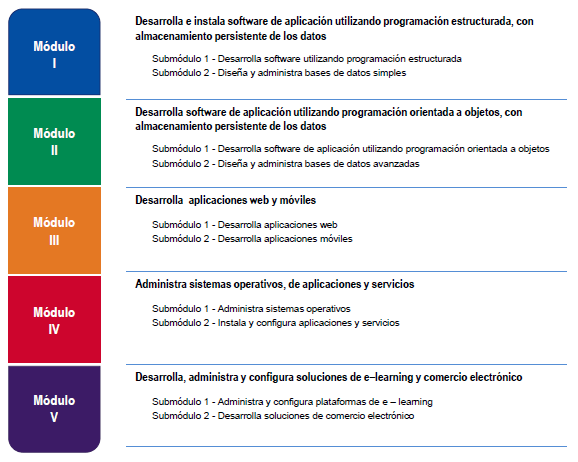 Módulo
I
Desarrolla e instala software de aplicación utilizando programación estructurada, con
almacenamiento persistente de los datos
Submódulo 1 - Desarrolla software utilizando programación estructurada
Submódulo 2 - Diseña y administra bases de datos simples
Módulo
II
Desarrolla software de aplicación utilizando programación orientada a objetos, con
almacenamiento persistente de los datos
Submódulo 1 - Desarrolla software de aplicación utilizando programación orientada a objetos
Submódulo 2 - Diseña y administra bases de datos avanzadas
Módulo
III
Desarrolla aplicaciones web y móviles
Submódulo 1 - Desarrolla aplicaciones web
Submódulo 2 - Desarrolla aplicaciones móviles
Módulo
IV
Administra sistemas operativos, de aplicaciones y servicios
Submódulo 1 - Administra sistemas operativos
Submódulo 2 - Instala y configura aplicaciones y servicios
Módulo
V
Desarrolla, administra y configura soluciones de e–learning y comercio electrónico
Submódulo 1 - Administra y configura plataformas de e – learning
Submódulo 2 - Desarrolla soluciones de comercio electrónico